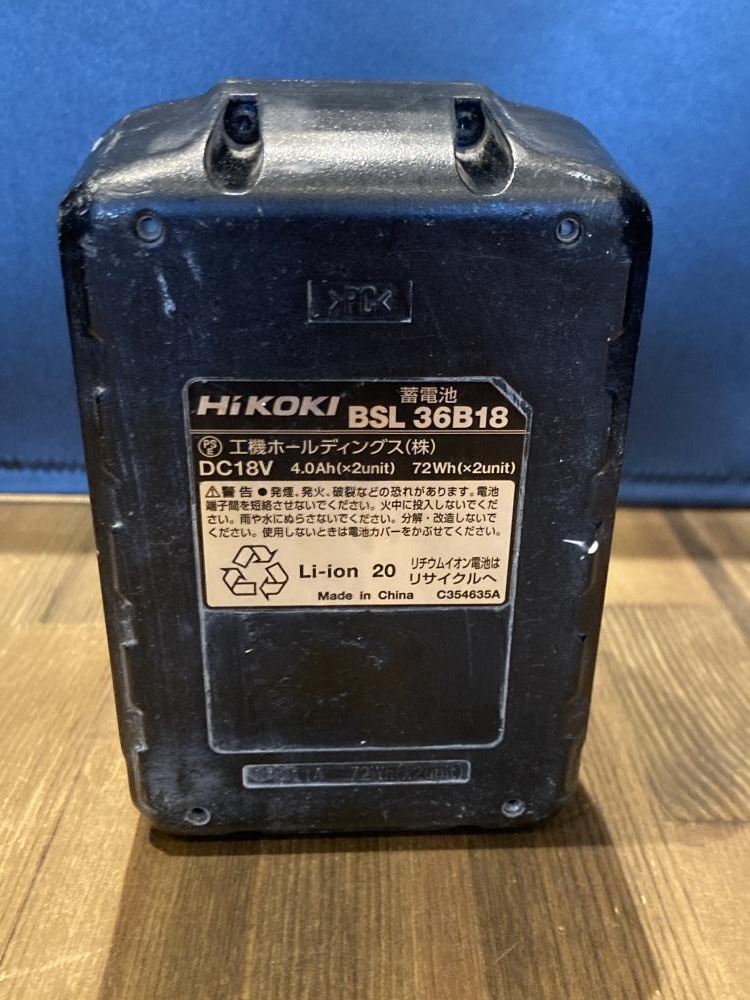 >PC<
HiKOKI 蓄電池
BSL 36B18
PSE 工機ホールディングス(株)
DC18V 4.0Ah(×2unit) 72Wh(×2unit)
⚠警告 ●発煙、発火、破裂などの恐れがあります。電池
端子間を短絡させないでください。火中に投入しないでくだ
さい。雨や水にぬらさないでください。分解・改造しないで
ください。使用しないときは電池カバーをかぶせてください。
Li-ion 20 リチウムイオン電池は
リサイクルへ
Made in China C354635A
72Wh(×2unit)